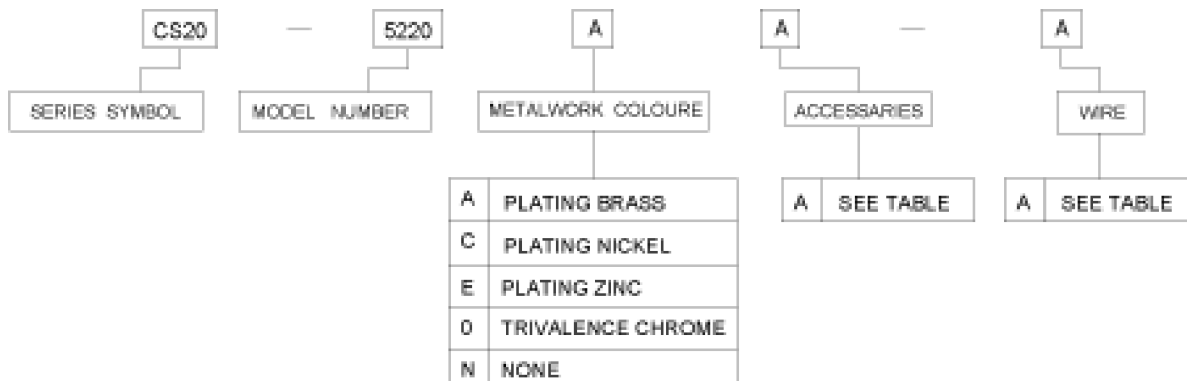 CS20 — 5220 A A — A
SERIES SYMBOL MODEL NUMBER METALWORK COLOURE ACCESSARIES WIRE
A PLATING BRASS
C PLATING NICKEL
E PLATING ZINC
0 TRIVALENCE CHROME
N NONE
A SEE TABLE
A SEE TABLE